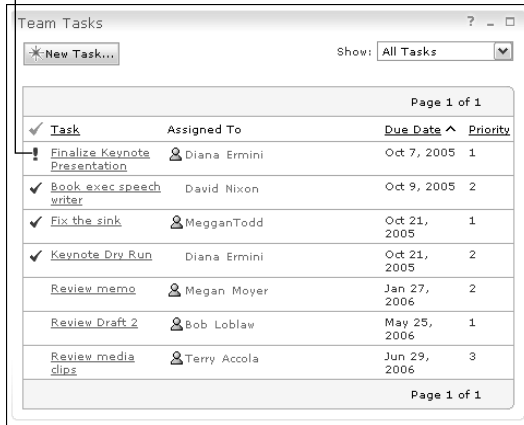 Team Tasks ? _ □
New Task... Show: All Tasks
Page 1 of 1
Task Assigned To Due Date ^ Priority
! Finalize Keynote Diana Ermini Oct 7, 2005 1
Presentation
Book exec speech David Nixon Oct 9, 2005 2
writer
Fix the sink MegganTodd Oct 21, 1
2005
Keynote Dry Run Diana Ermini Oct 21, 2
2005
Review memo Megan Moyer Jan 27, 2
2006
Review Draft 2 Bob Loblaw May 25, 1
2006
Review media Terry Accola Jun 29, 3
clips 2006
Page 1 of 1